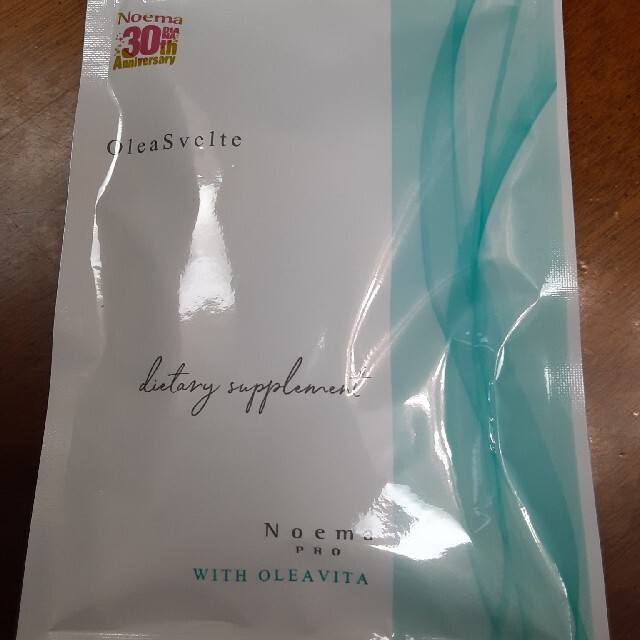 Noema
30th
Anniversary
OleaSvelte
dietary supplement
Noema
PRO
WITH OLEAVITA